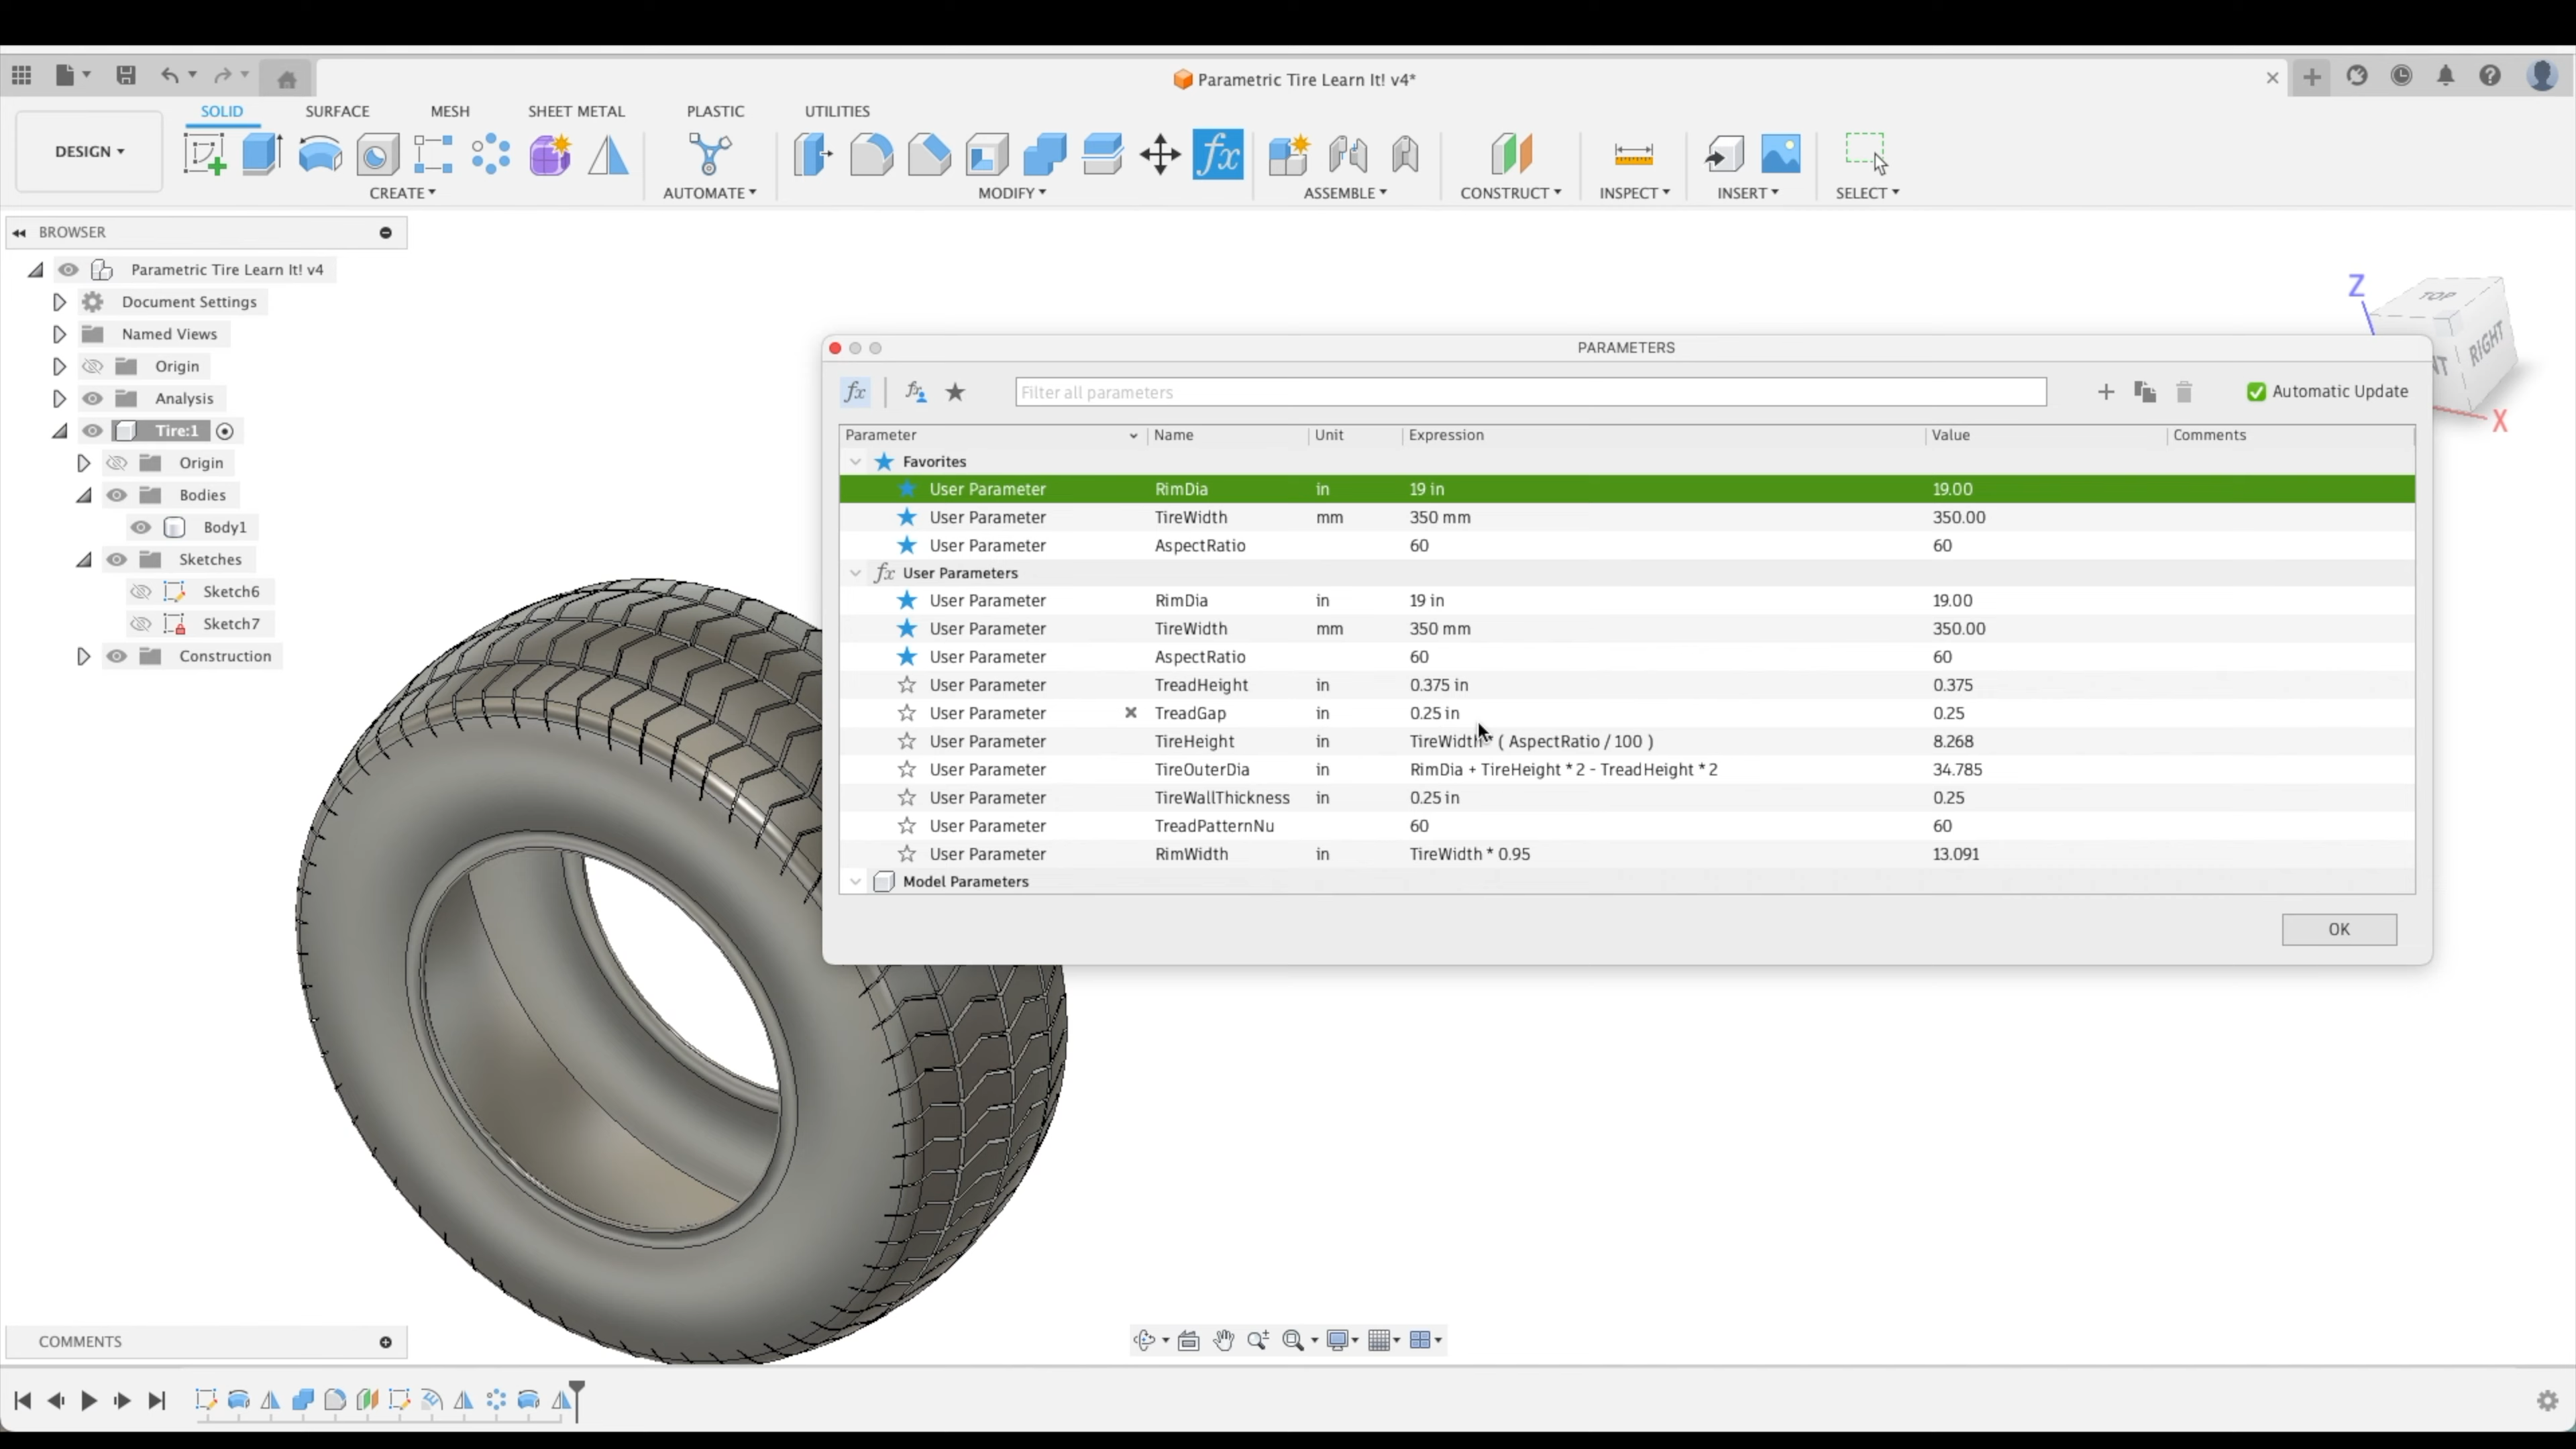 Parametric Tire Learn It! v4*
SOLID SURFACE MESH SHEET METAL PLASTIC UTILITIES
DESIGN
CREATE AUTOMATE MODIFY ASSEMBLE CONSTRUCT INSPECT INSERT SELECT
BROWSER
Parametric Tire Learn It! v4
Document Settings
Named Views
Origin
Analysis
Tire:1
Origin
Bodies
Body1
Sketches
Sketch6
Sketch7
Construction
Z
TOP
RIGHT
X
PARAMETERS
fx fx Filter all parameters Automatic Update
Parameter Name Unit Expression Value Comments
Favorites
User Parameter RimDia in 19 in 19.00
User Parameter TireWidth mm 350 mm 350.00
User Parameter AspectRatio 60 60
fx User Parameters
User Parameter RimDia in 19 in 19.00
User Parameter TireWidth mm 350 mm 350.00
User Parameter AspectRatio 60 60
User Parameter TreadHeight in 0.375 in 0.375
User Parameter TreadGap in 0.25 in 0.25
User Parameter TireHeight in TireWidth * ( AspectRatio / 100 ) 8.268
User Parameter TireOuterDia in RimDia + TireHeight * 2 - TreadHeight * 2 34.785
User Parameter TireWallThickness in 0.25 in 0.25
User Parameter TreadPatternNu 60 60
User Parameter RimWidth in TireWidth * 0.95 13.091
Model Parameters
OK
COMMENTS